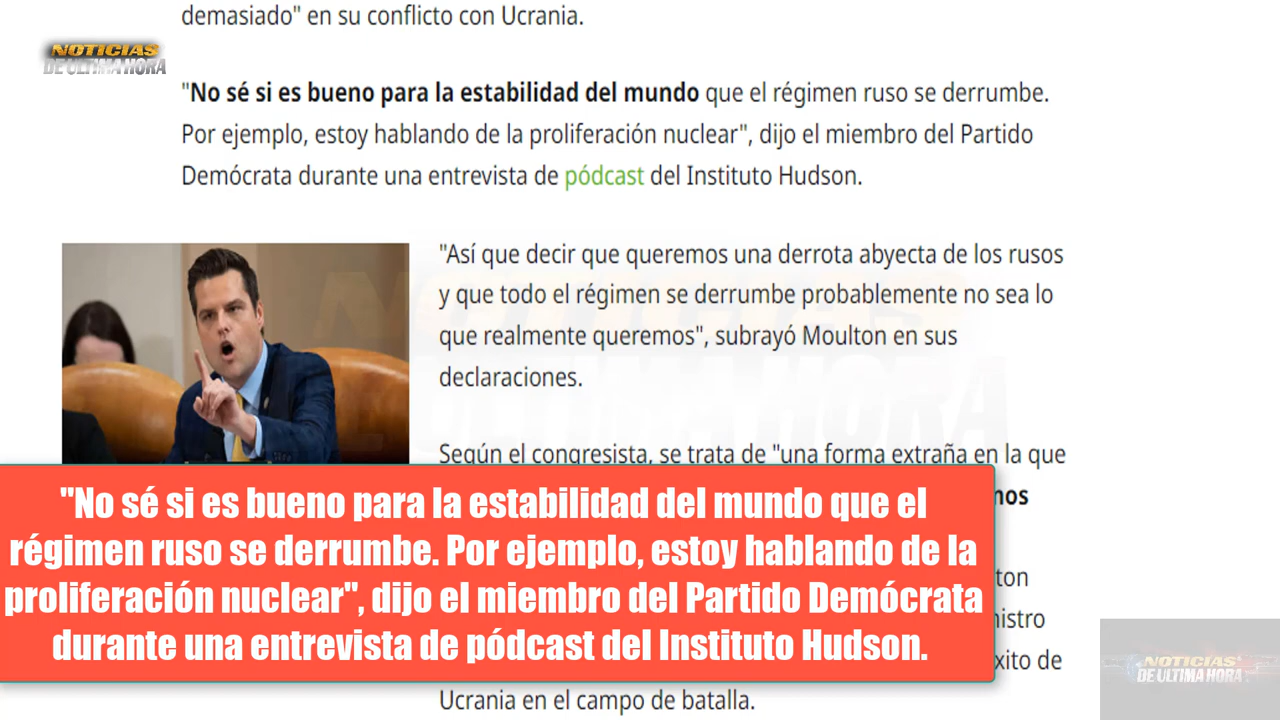 demasiado" en su conflicto con Ucrania.
NOTICIAS
DE ULTIMA HORA
"No sé si es bueno para la estabilidad del mundo que el régimen ruso se derrumbe.
Por ejemplo, estoy hablando de la proliferación nuclear", dijo el miembro del Partido
Demócrata durante una entrevista de pódcast del Instituto Hudson.
"Así que decir que queremos una derrota abyecta de los rusos
y que todo el régimen se derrumbe probablemente no sea lo
que realmente queremos", subrayó Moulton en sus
declaraciones.
Según el congresista, se trata de "una forma extraña en la que
"No sé si es bueno para la estabilidad del mundo que el
régimen ruso se derrumbe. Por ejemplo, estoy hablando de la
proliferación nuclear", dijo el miembro del Partido Demócrata
durante una entrevista de pódcast del Instituto Hudson.
xito de
Ucrania en el campo de batalla.
NOTICIAS
DE ULTIMA HORA